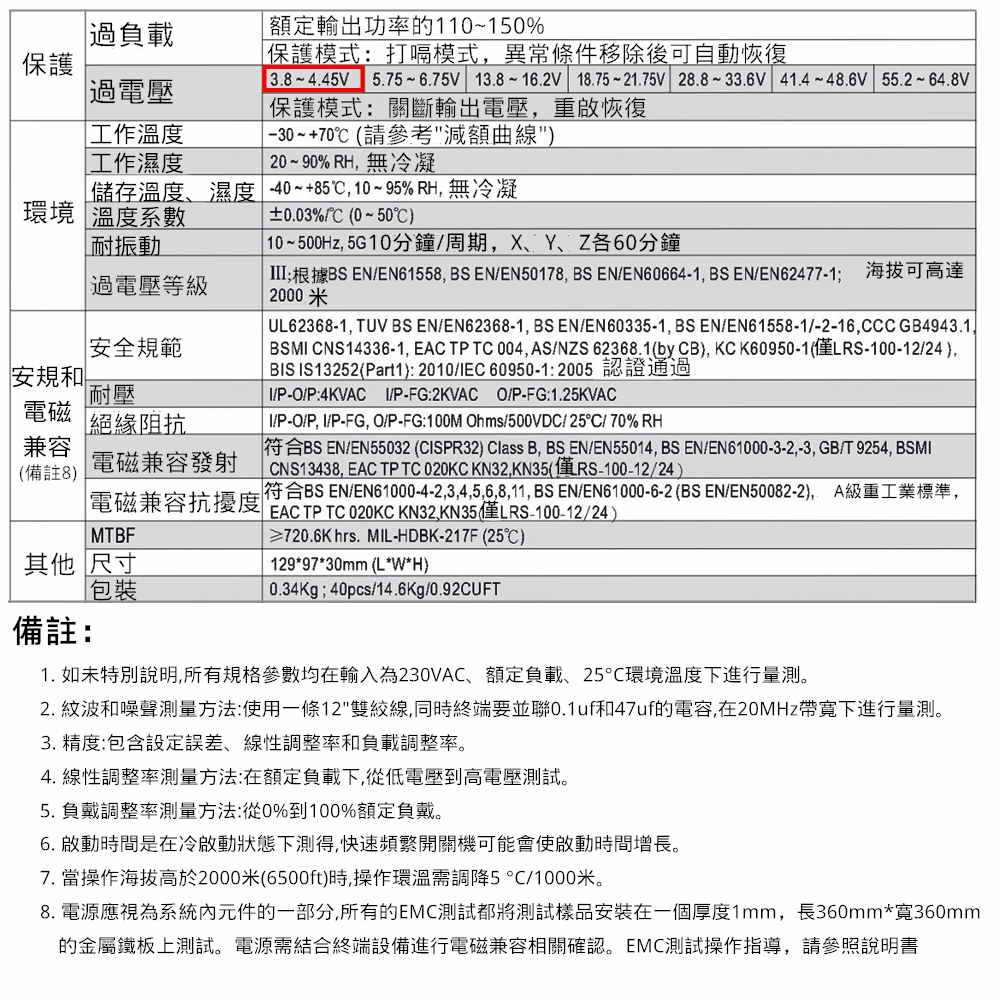 保護
過負載
額定輸出功率的110~150%
保護模式：打嗝模式，異常條件移除後可自動恢復
過電壓
3.8 ~ 4.45V 5.75 ~ 6.75V 13.8 ~ 16.2V 18.75 ~ 21.75V 28.8 ~ 33.6V 41.4 ~ 48.6V 55.2 ~ 64.8V
保護模式：關斷輸出電壓，重啟恢復
環境
工作溫度
-30 ~ +70℃ (請參考"減額曲線")
工作濕度
20 ~ 90% RH, 無冷凝
儲存溫度、濕度
-40 ~ +85℃, 10 ~ 95% RH, 無冷凝
溫度系數
±0.03%/℃ (0 ~ 50℃)
耐振動
10 ~ 500Hz, 5G10分鐘/周期，X、Y、Z各60分鐘
過電壓等級
III;根據BS EN/EN61558, BS EN/EN50178, BS EN/EN60664-1, BS EN/EN62477-1; 海拔可高達
2000 米
安規和
電磁
兼容
(備註8)
安全規範
UL62368-1, TUV BS EN/EN62368-1, BS EN/EN60335-1, BS EN/EN61558-1/-2-16,CCC GB4943.1,
BSMI CNS14336-1, EAC TP TC 004, AS/NZS 62368.1(by CB), KC K60950-1(僅LRS-100-12/24 ),
BIS IS13252(Part1): 2010/IEC 60950-1: 2005 認證通過
耐壓
I/P-O/P:4KVAC I/P-FG:2KVAC O/P-FG:1.25KVAC
絕緣阻抗
I/P-O/P, I/P-FG, O/P-FG:100M Ohms/500VDC/ 25℃/ 70% RH
電磁兼容發射
符合BS EN/EN55032 (CISPR32) Class B, BS EN/EN55014, BS EN/EN61000-3-2,-3, GB/T 9254, BSMI
CNS13438, EAC TP TC 020KC KN32,KN35(僅LRS-100-12/24 )
電磁兼容抗擾度
符合BS EN/EN61000-4-2,3,4,5,6,8,11, BS EN/EN61000-6-2 (BS EN/EN50082-2), A級重工業標準，
EAC TP TC 020KC KN32,KN35(僅LRS-100-12/24 )
其他
MTBF
≥720.6K hrs. MIL-HDBK-217F (25℃)
尺寸
129*97*30mm (L*W*H)
包裝
0.34Kg ; 40pcs/14.6Kg/0.92CUFT
備註：
1. 如未特別說明,所有規格參數均在輸入為230VAC、額定負載、25°C環境溫度下進行量測。
2. 紋波和噪聲測量方法:使用一條12"雙絞線,同時終端要並聯0.1uf和47uf的電容,在20MHz帶寬下進行量測。
3. 精度:包含設定誤差、線性調整率和負載調整率。
4. 線性調整率測量方法:在額定負載下,從低電壓到高電壓測試。
5. 負戴調整率測量方法:從0%到100%額定負戴。
6. 啟動時間是在冷啟動狀態下測得,快速頻繁開關機可能會使啟動時間增長。
7. 當操作海拔高於2000米(6500ft)時,操作環溫需調降5 °C/1000米。
8. 電源應視為系統內元件的一部分,所有的EMC測試都將測試樣品安裝在一個厚度1mm，長360mm*寬360mm
的金屬鐵板上測試。電源需結合終端設備進行電磁兼容相關確認。EMC測試操作指導，請參照說明書